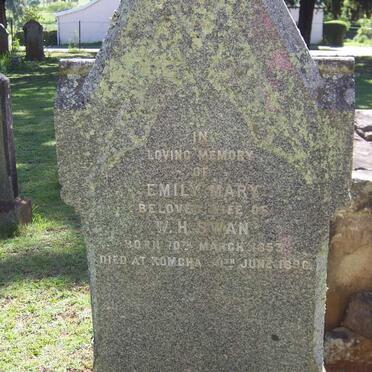 IN
LOVING MEMORY
OF
EMILY MARY
BELOVED WIFE OF
W.H. SWAN
BORN 10TH MARCH
DIED AT KOMGHA JUNE